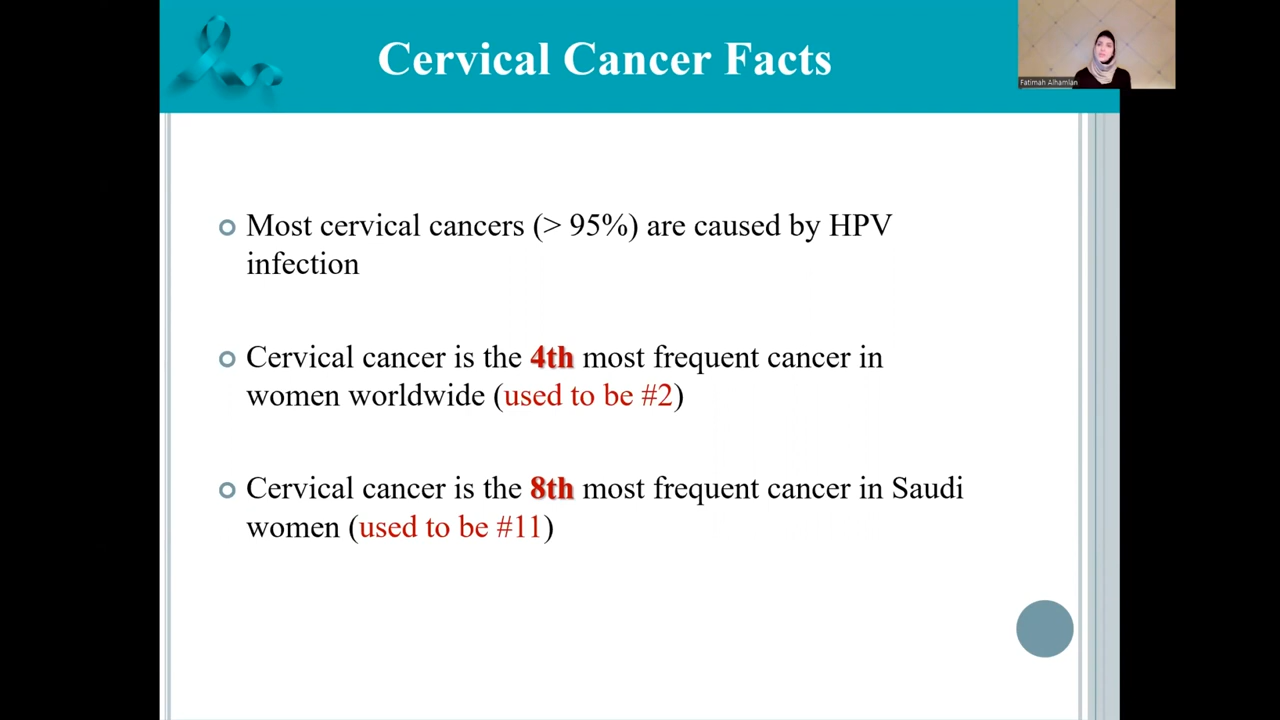 Cervical Cancer Facts
Fatimah Alhamlan
Most cervical cancers (> 95%) are caused by HPV
infection
Cervical cancer is the 4th most frequent cancer in
women worldwide (used to be #2)
Cervical cancer is the 8th most frequent cancer in Saudi
women (used to be #11)